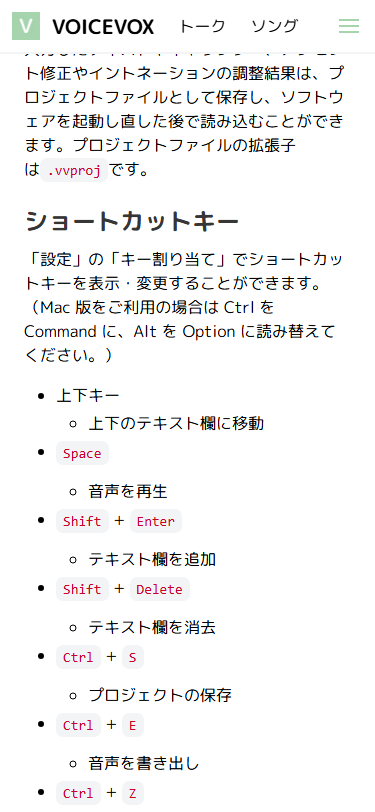 VOICEVOX トーク ソング
ト修正やイントネーションの調整結果は、プ
ロジェクトファイルとして保存し、ソフトウ
ェアを起動し直した後で読み込むことができ
ます。プロジェクトファイルの拡張子
は .vvproj です。
ショートカットキー
「設定」の「キー割り当て」でショートカッ
トキーを表示・変更することができます。
（Mac 版をご利用の場合は Ctrl を
Command に、Alt を Option に読み替えて
ください。）
上下キー
上下のテキスト欄に移動
Space
音声を再生
Shift + Enter
テキスト欄を追加
Shift + Delete
テキスト欄を消去
Ctrl + S
プロジェクトの保存
Ctrl + E
音声を書き出し
Ctrl + Z